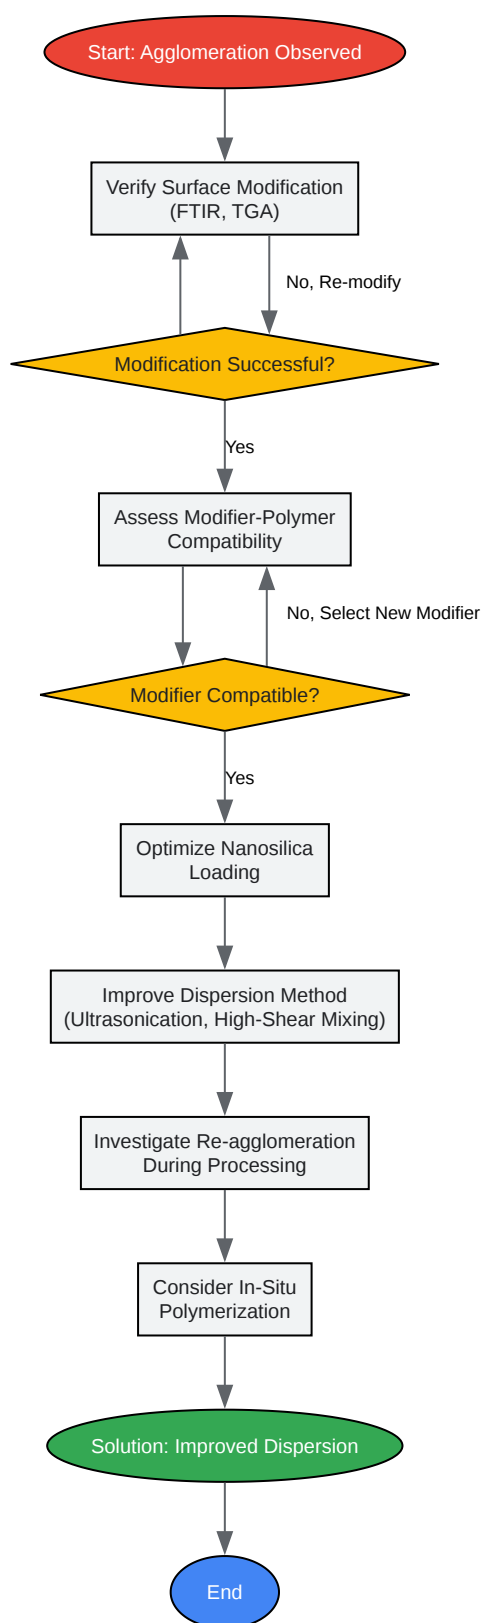 Start: Agglomeration Observed
Verify Surface Modification
(FTIR, TGA)
No, Re-modify
Modification Successful?
Yes
Assess Modifier-Polymer
Compatibility
No, Select New Modifier
Modifier Compatible?
Yes
Optimize Nanosilica
Loading
Improve Dispersion Method
(Ultrasonication, High-Shear Mixing)
Investigate Re-agglomeration
During Processing
Consider In-Situ
Polymerization
Solution: Improved Dispersion
End